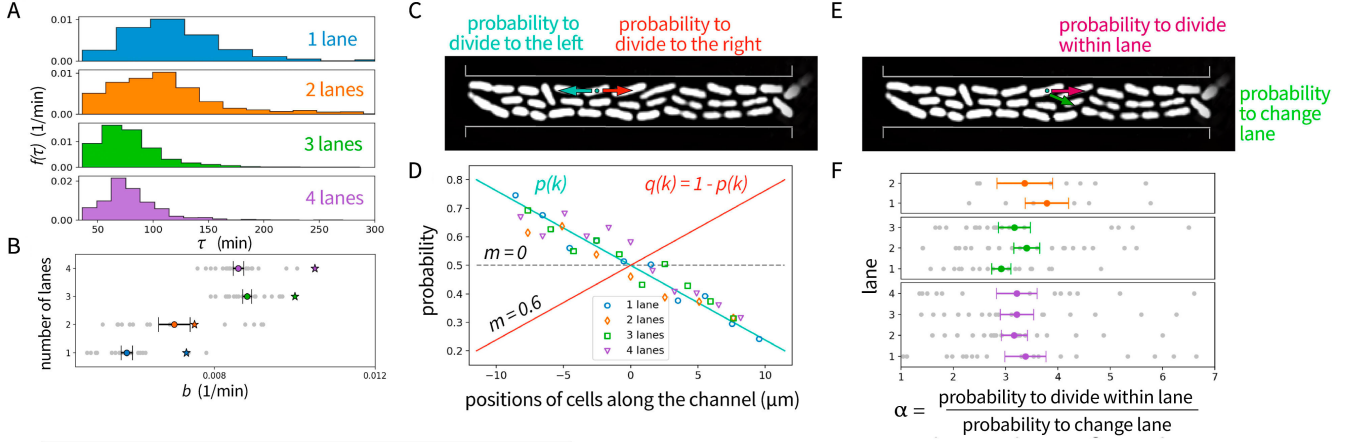 A
0.01
0.00
1 lane
0.01
0.00
2 lanes
0.01
0.00
3 lanes
0.02
0.00
4 lanes
f(τ) (1/min)
50 100 150 200 250 300
τ (min)
B
number of lanes
4
3
2
1
0.008 0.012
b (1/min)
C
probability to
divide to the left
probability to
divide to the right
D
probability
0.8
0.7
0.6
0.5
0.4
0.3
0.2
p(k)
q(k) = 1 - p(k)
m = 0
m = 0.6
1 lane
2 lanes
3 lanes
4 lanes
−10 −5 0 5 10
positions of cells along the channel (μm)
E
probability to divide
within lane
probability
to change
lane
F
lane
2
1
3
2
1
4
3
2
1
1 2 3 4 5 6 7
α = probability to divide within lane
probability to change lane